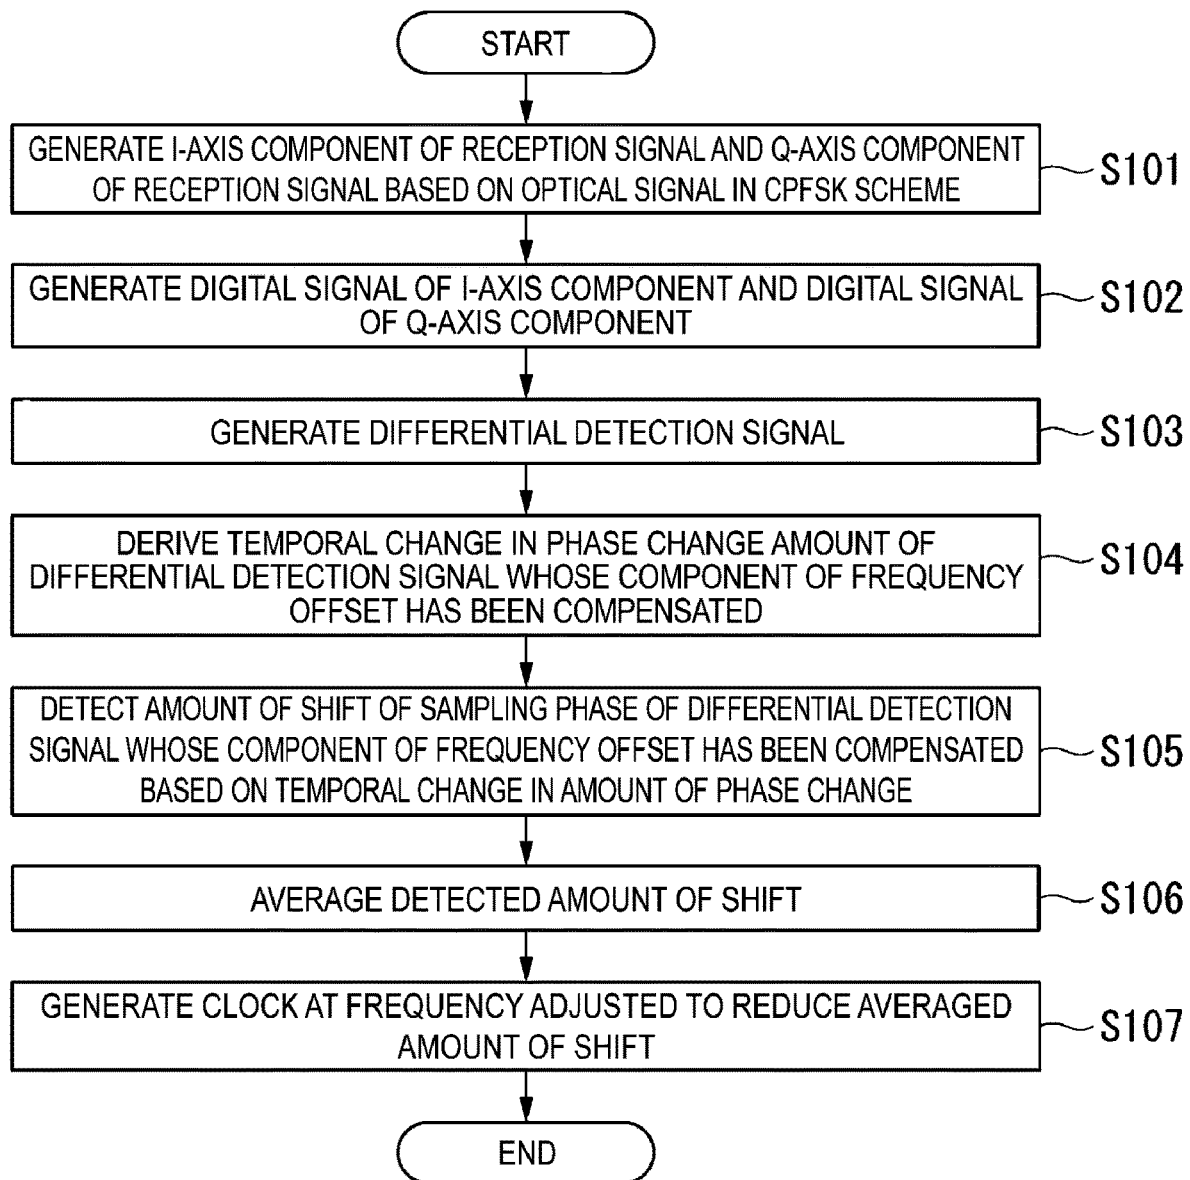 START
GENERATE I-AXIS COMPONENT OF RECEPTION SIGNAL AND Q-AXIS COMPONENT
OF RECEPTION SIGNAL BASED ON OPTICAL SIGNAL IN CPFSK SCHEME
S101
GENERATE DIGITAL SIGNAL OF I-AXIS COMPONENT AND DIGITAL SIGNAL
OF Q-AXIS COMPONENT
S102
GENERATE DIFFERENTIAL DETECTION SIGNAL
S103
DERIVE TEMPORAL CHANGE IN PHASE CHANGE AMOUNT OF
DIFFERENTIAL DETECTION SIGNAL WHOSE COMPONENT OF FREQUENCY
OFFSET HAS BEEN COMPENSATED
S104
DETECT AMOUNT OF SHIFT OF SAMPLING PHASE OF DIFFERENTIAL DETECTION
SIGNAL WHOSE COMPONENT OF FREQUENCY OFFSET HAS BEEN COMPENSATED
BASED ON TEMPORAL CHANGE IN AMOUNT OF PHASE CHANGE
S105
AVERAGE DETECTED AMOUNT OF SHIFT
S106
GENERATE CLOCK AT FREQUENCY ADJUSTED TO REDUCE AVERAGED
AMOUNT OF SHIFT
S107
END